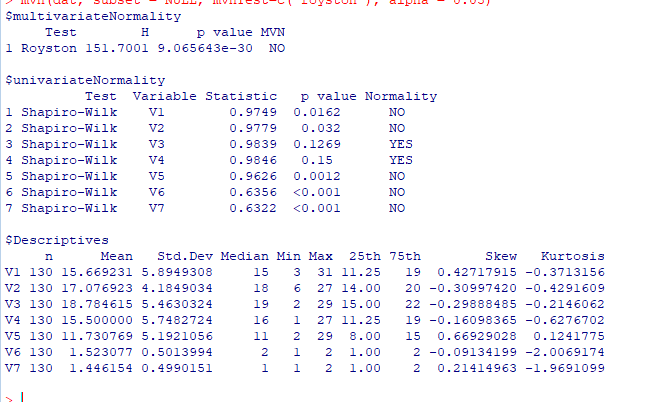 > mvn(dat, subset = NULL, mvnTest=c("royston"), alpha = 0.05)
$multivariateNormality
Test H p value MVN
1 Royston 151.7001 9.065643e-30 NO
$univariateNormality
Test Variable Statistic p value Normality
1 Shapiro-Wilk V1 0.9749 0.0162 NO
2 Shapiro-Wilk V2 0.9779 0.032 NO
3 Shapiro-Wilk V3 0.9839 0.1269 YES
4 Shapiro-Wilk V4 0.9846 0.15 YES
5 Shapiro-Wilk V5 0.9626 0.0012 NO
6 Shapiro-Wilk V6 0.6356 <0.001 NO
7 Shapiro-Wilk V7 0.6322 <0.001 NO
$Descriptives
n Mean Std.Dev Median Min Max 25th 75th Skew Kurtosis
V1 130 15.669231 5.8949308 15 3 31 11.25 19 0.42717915 -0.3713156
V2 130 17.076923 4.1849034 18 6 27 14.00 20 -0.30997420 -0.4291609
V3 130 18.784615 5.4630324 19 2 29 15.00 22 -0.29888485 -0.2146062
V4 130 15.500000 5.7482724 16 1 27 11.25 19 -0.16098365 -0.6276702
V5 130 11.730769 5.1921056 11 2 29 8.00 15 0.66929028 0.1241775
V6 130 1.523077 0.5013994 2 1 2 1.00 2 -0.09134199 -2.0069174
V7 130 1.446154 0.4990151 1 1 2 1.00 2 0.21414963 -1.9691099
>